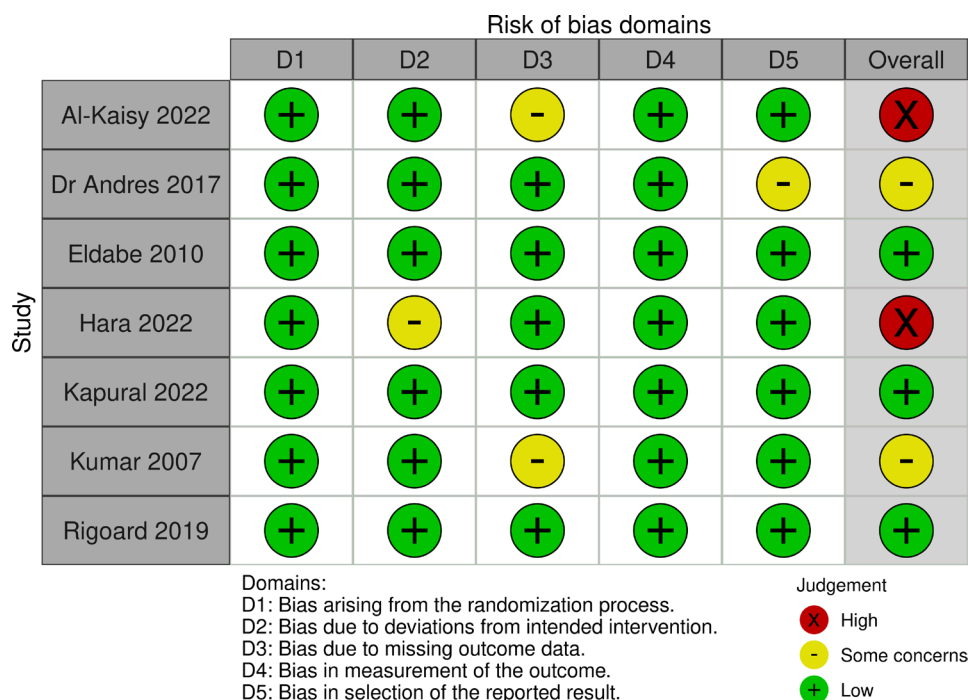 Risk of bias domains
D1 D2 D3 D4 D5 Overall
Study
Al-Kaisy 2022 + + - + + X
Dr Andres 2017 + + + + - -
Eldabe 2010 + + + + + +
Hara 2022 + - + + + X
Kapural 2022 + + + + + +
Kumar 2007 + + - + + -
Rigoard 2019 + + + + + +
Domains:
D1: Bias arising from the randomization process.
D2: Bias due to deviations from intended intervention.
D3: Bias due to missing outcome data.
D4: Bias in measurement of the outcome.
D5: Bias in selection of the reported result.
Judgement
X High
- Some concerns
+ Low